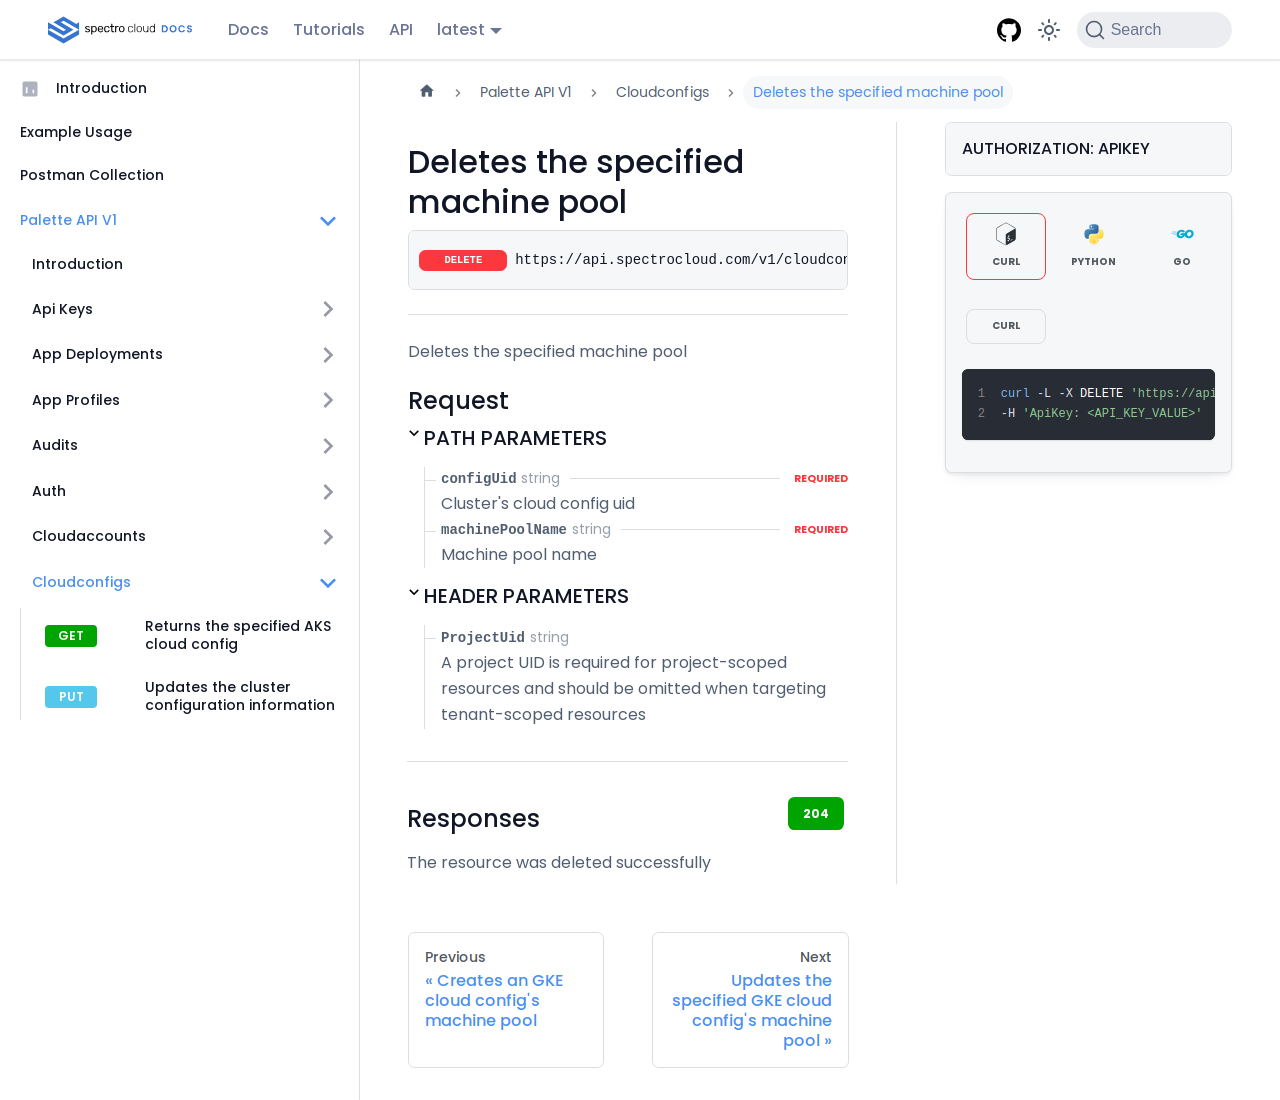 spectro cloud DOCS
Docs
Tutorials
API
latest
Search
Introduction
Example Usage
Postman Collection
Palette API V1
Introduction
Api Keys
App Deployments
App Profiles
Audits
Auth
Cloudaccounts
Cloudconfigs
GET
Returns the specified AKS
cloud config
PUT
Updates the cluster
configuration information
Palette API V1
Cloudconfigs
Deletes the specified machine pool
Deletes the specified
machine pool
DELETE https://api.spectrocloud.com/v1/cloudcon
Deletes the specified machine pool
Request
PATH PARAMETERS
configUid string REQUIRED
Cluster's cloud config uid
machinePoolName string REQUIRED
Machine pool name
HEADER PARAMETERS
ProjectUid string
A project UID is required for project-scoped
resources and should be omitted when targeting
tenant-scoped resources
Responses
204
The resource was deleted successfully
Previous
« Creates an GKE
cloud config's
machine pool
Next
Updates the
specified GKE cloud
config's machine
pool »
AUTHORIZATION: APIKEY
CURL
PYTHON
GO
GO
CURL
1 curl -L -X DELETE 'https://api
2 -H 'ApiKey: <API_KEY_VALUE>'